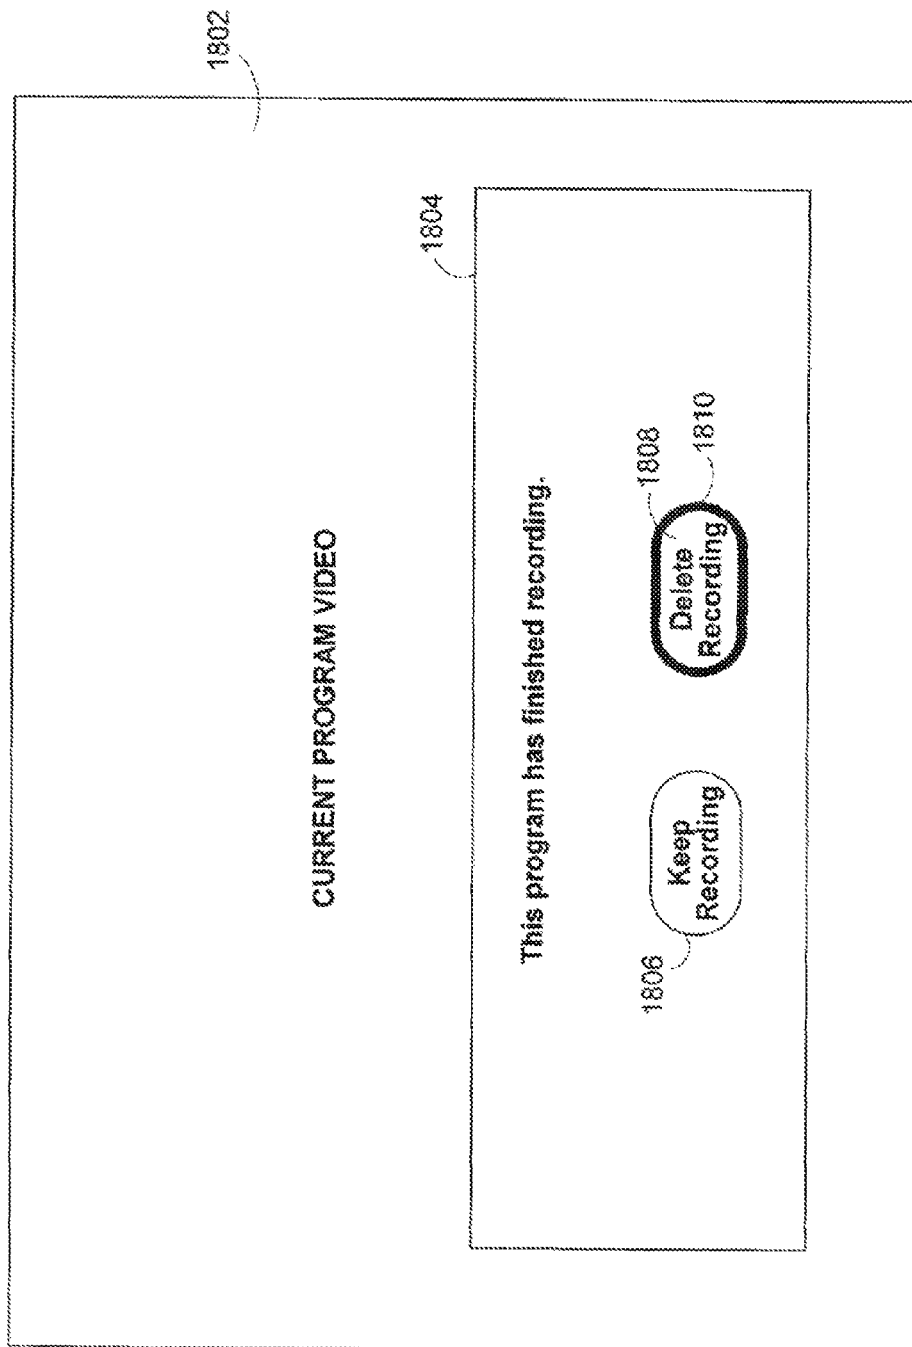 1802
CURRENT PROGRAM VIDEO
1804
This program has finished recording.
1806
Keep
Recording
1808
Delete
Recording
1810